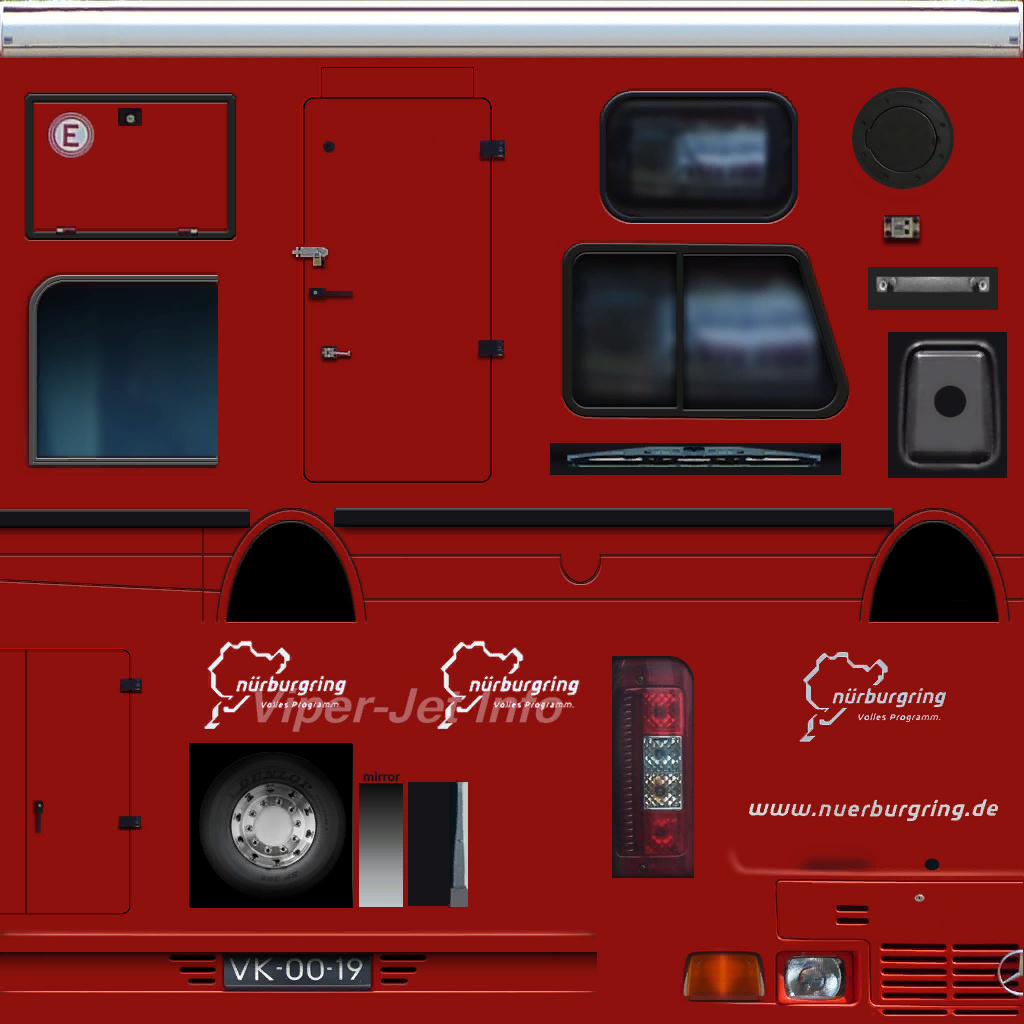 E
nürburgring
Volles Programm.
nürburgring
Volles Programm.
nürburgring
Volles Programm.
Viper-Jet Info
mirror
DUNLOP
www.nuerburgring.de
VK-00-19